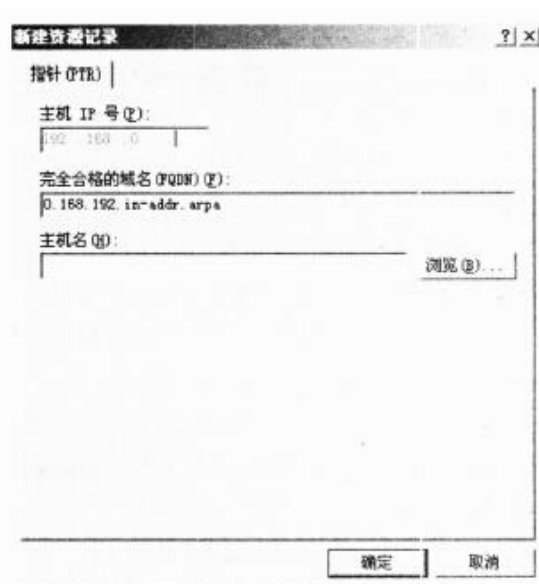 新建资源记录
指针(PTR)
主机 IP 号(P):
192 .168 .0
完全合格的域名(FQDN)(F):
0.168.192.in-addr.arpa
主机名(H):
浏览(B)...
确定
取消